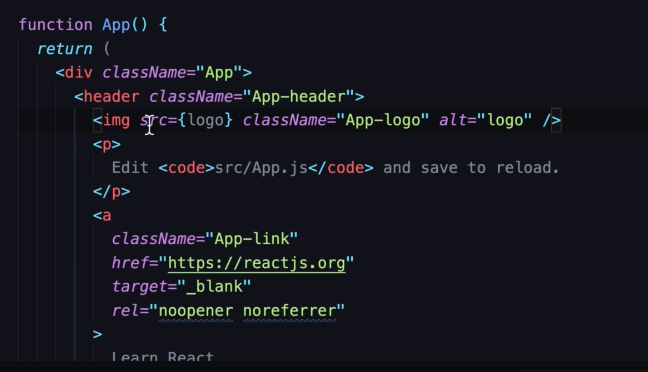 function App() {
return (
<div className="App">
<header className="App-header">
<img src={logo} className="App-logo" alt="logo" />
<p>
Edit <code>src/App.js</code> and save to reload.
</p>
<a
className="App-link"
href="https://reactjs.org"
target="_blank"
rel="noopener noreferrer"
>
Learn React